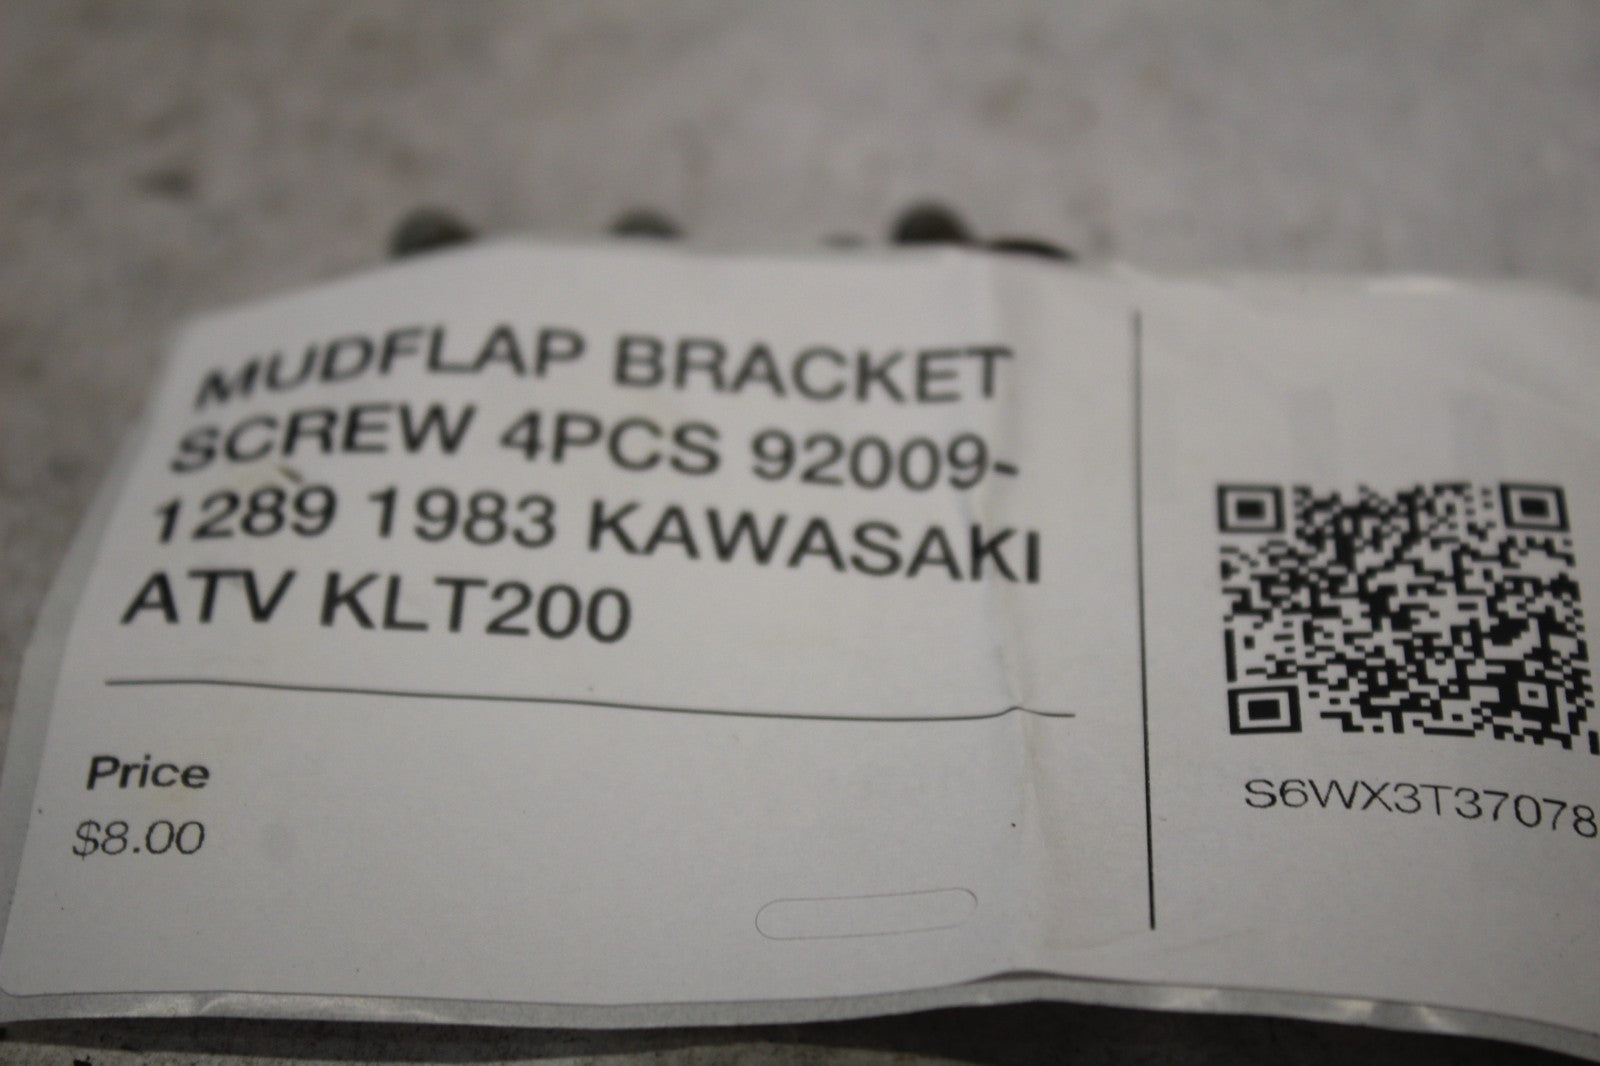 MUDFLAP BRACKET
SCREW 4PCS 92009-
1289 1983 KAWASAKI
ATV KLT200
Price
$8.00
S6WX3T37078